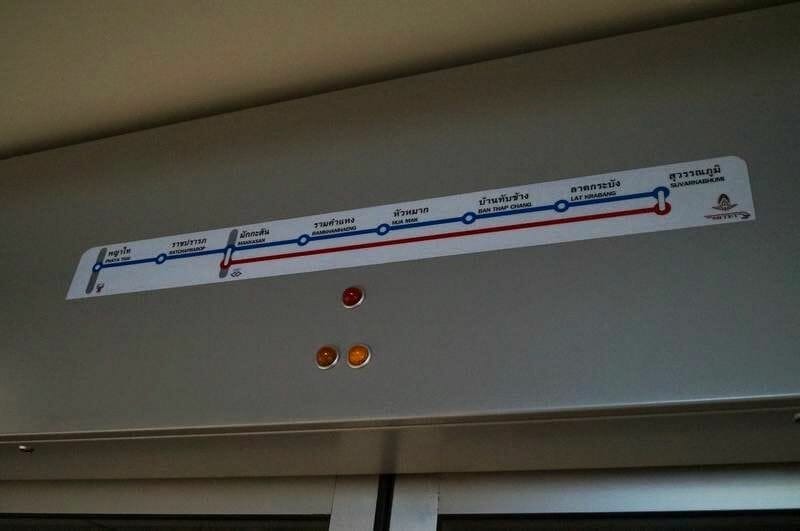 พญาไท
PHAYA THAI
ราชปรารภ
RATCHAPRAROP
มักกะสัน
MAKKASAN
รามคำแหง
RAMKHAMHAENG
หัวหมาก
HUA MAK
บ้านทับช้าง
BAN THAP CHANG
ลาดกระบัง
LAT KRABANG
สุวรรณภูมิ
SUVARNABHUMI